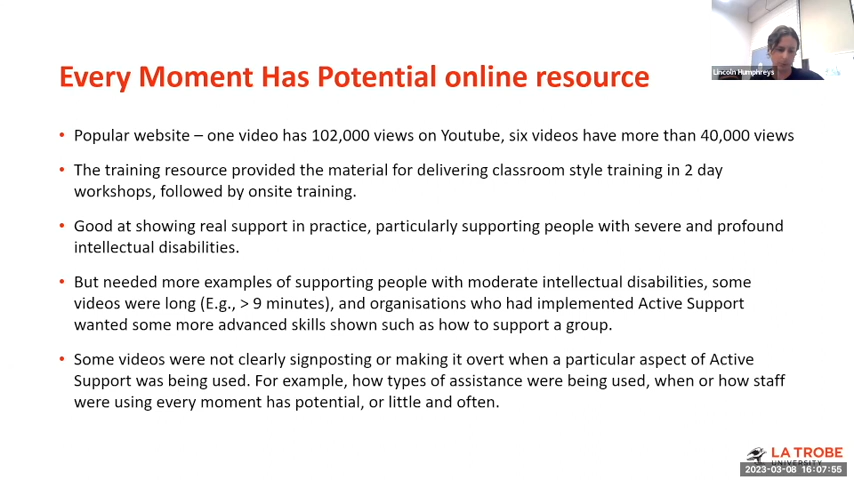 Every Moment Has Potential online resource
Lincoln Humphreys
• Popular website – one video has 102,000 views on Youtube, six videos have more than 40,000 views
• The training resource provided the material for delivering classroom style training in 2 day
workshops, followed by onsite training.
• Good at showing real support in practice, particularly supporting people with severe and profound
intellectual disabilities.
• But needed more examples of supporting people with moderate intellectual disabilities, some
videos were long (E.g., > 9 minutes), and organisations who had implemented Active Support
wanted some more advanced skills shown such as how to support a group.
• Some videos were not clearly signposting or making it overt when a particular aspect of Active
Support was being used. For example, how types of assistance were being used, when or how staff
were using every moment has potential, or little and often.
LA TROBE
UNIVERSITY
2023-03-08 16:07:55